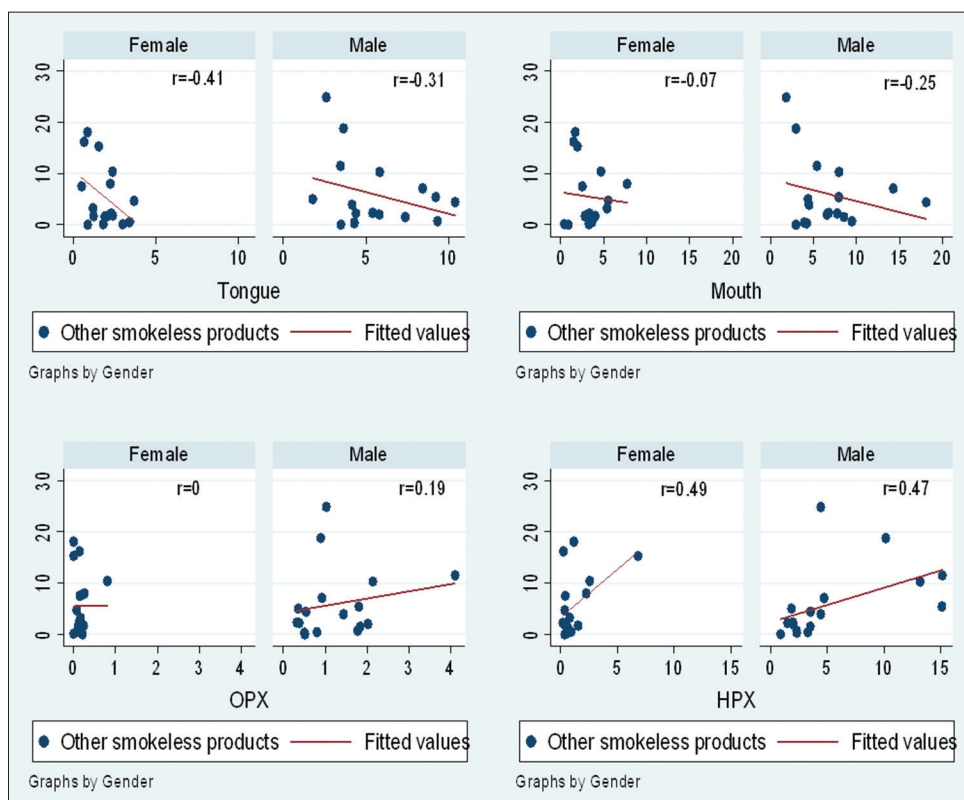 Female Male
r=-0.41 r=-0.31
30
20
10
0
0 5 10 0 5 10
Tongue
Other smokeless products Fitted values
Graphs by Gender
Female Male
r=-0.07 r=-0.25
30
20
10
0
0 5 10 15 20 0 5 10 15 20
Mouth
Other smokeless products Fitted values
Graphs by Gender
Female Male
r=0 r=0.19
30
20
10
0
0 1 2 3 4 0 1 2 3 4
OPX
Other smokeless products Fitted values
Graphs by Gender
Female Male
r=0.49 r=0.47
30
20
10
0
0 5 10 15 0 5 10 15
HPX
Other smokeless products Fitted values
Graphs by Gender